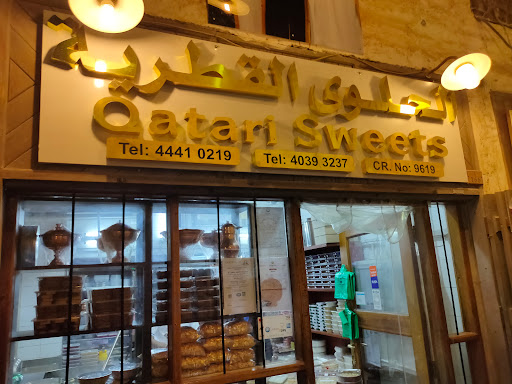 الحلوى القطرية
Qatari Sweets
Tel: 4441 0219
Tel: 4039 3237
CR. No: 9619